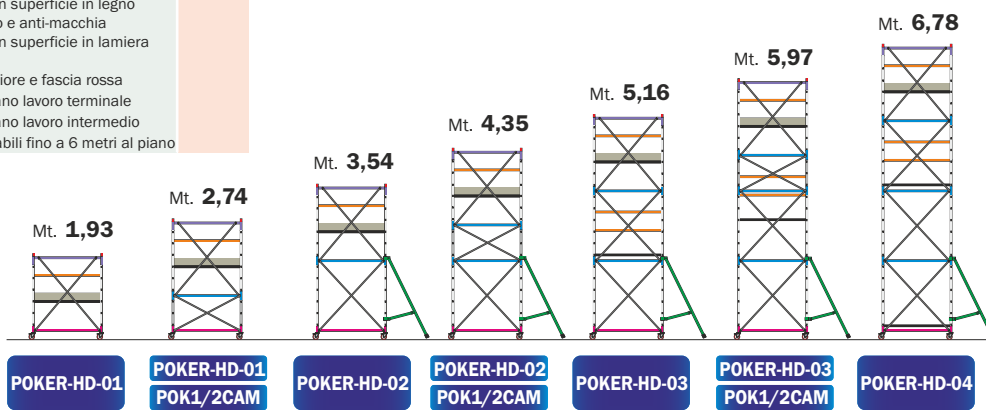 n superficie in legno
o e anti-macchia
n superficie in lamiera
iore e fascia rossa
ano lavoro terminale
ano lavoro intermedio
abili fino a 6 metri al piano
Mt. 1,93
Mt. 2,74
Mt. 3,54
Mt. 4,35
Mt. 5,16
Mt. 5,97
Mt. 6,78
POKER-HD-01
POKER-HD-01
POK1/2CAM
POKER-HD-02
POKER-HD-02
POK1/2CAM
POKER-HD-03
POKER-HD-03
POK1/2CAM
POKER-HD-04